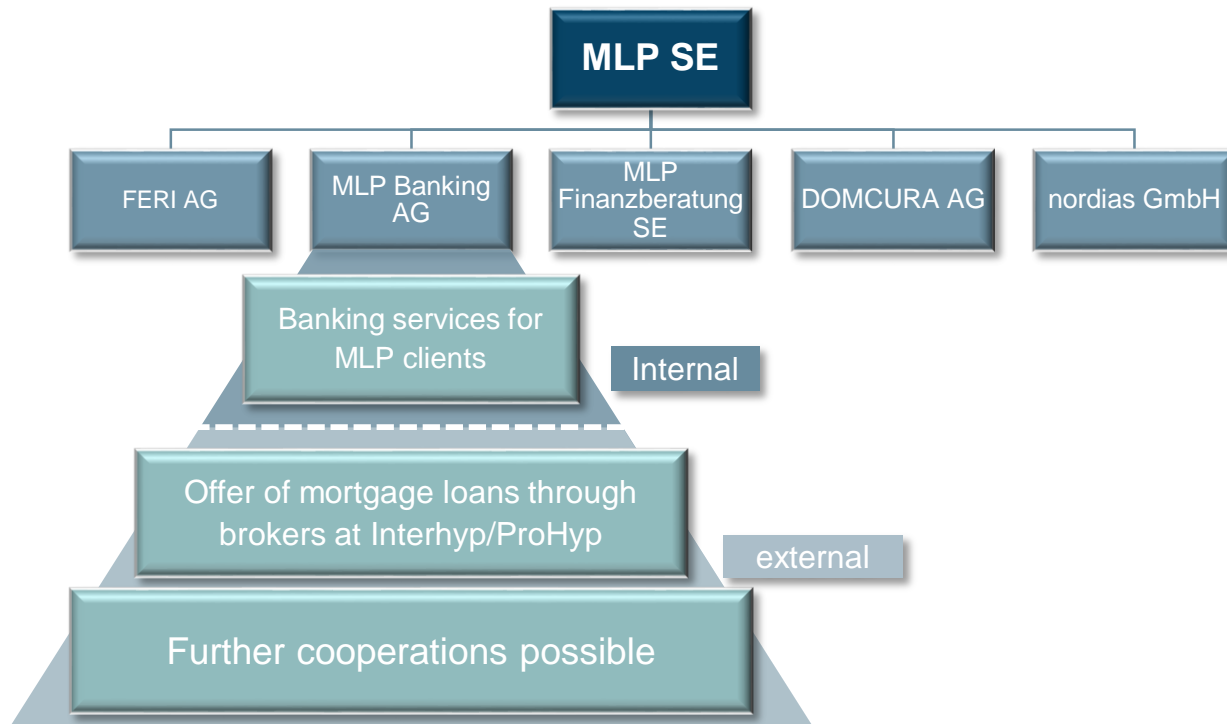 MLP SE
FERI AG
MLP Banking
AG
MLP
Finanzberatung
SE
DOMCURA AG
nordias GmbH
Banking services for
MLP clients
Internal
Offer of mortgage loans through
brokers at Interhyp/ProHyp
external
Further cooperations possible